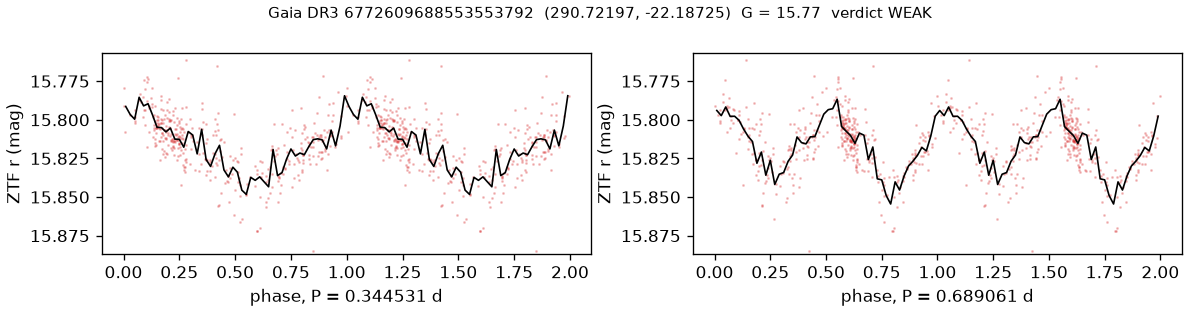 Gaia DR3 6772609688553553792  (290.72197, -22.18725)  G = 15.77  verdict WEAK
ZTF r (mag)
15.775
15.800
15.825
15.850
15.875
0.00 0.25 0.50 0.75 1.00 1.25 1.50 1.75 2.00
phase, P = 0.344531 d
ZTF r (mag)
15.775
15.800
15.825
15.850
15.875
0.00 0.25 0.50 0.75 1.00 1.25 1.50 1.75 2.00
phase, P = 0.689061 d